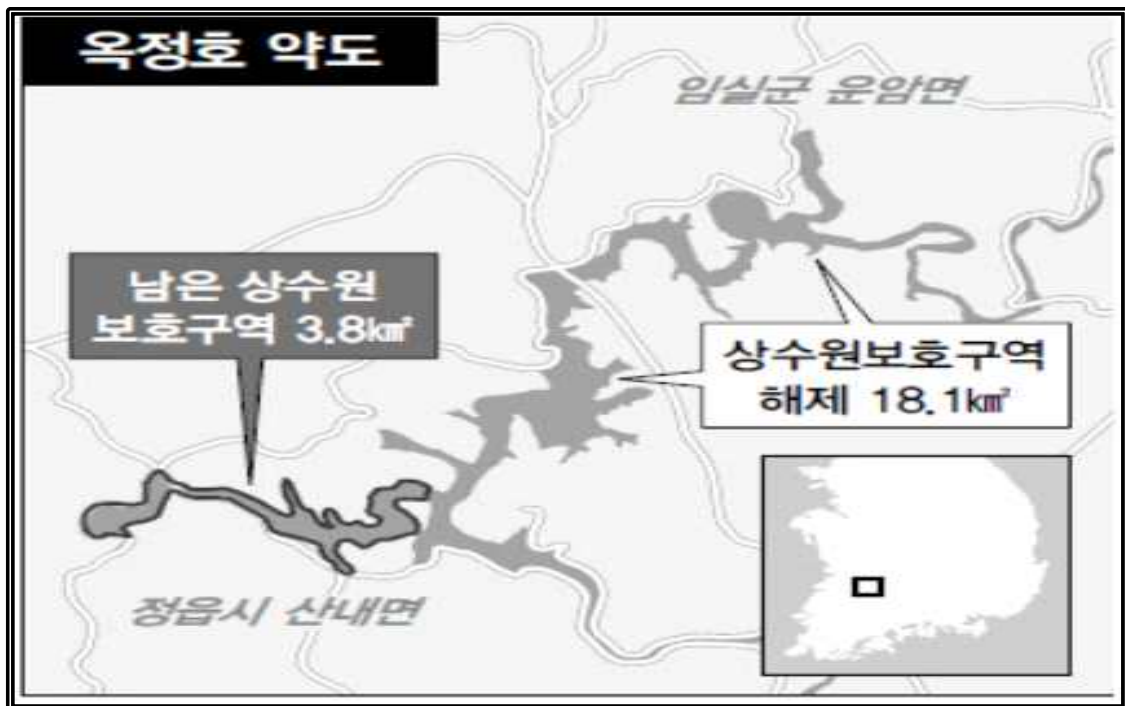 옥정호 약도
임실군 운암면
남은 상수원
보호구역 3.8㎢
상수원보호구역
해제 18.1㎢
정읍시 산내면